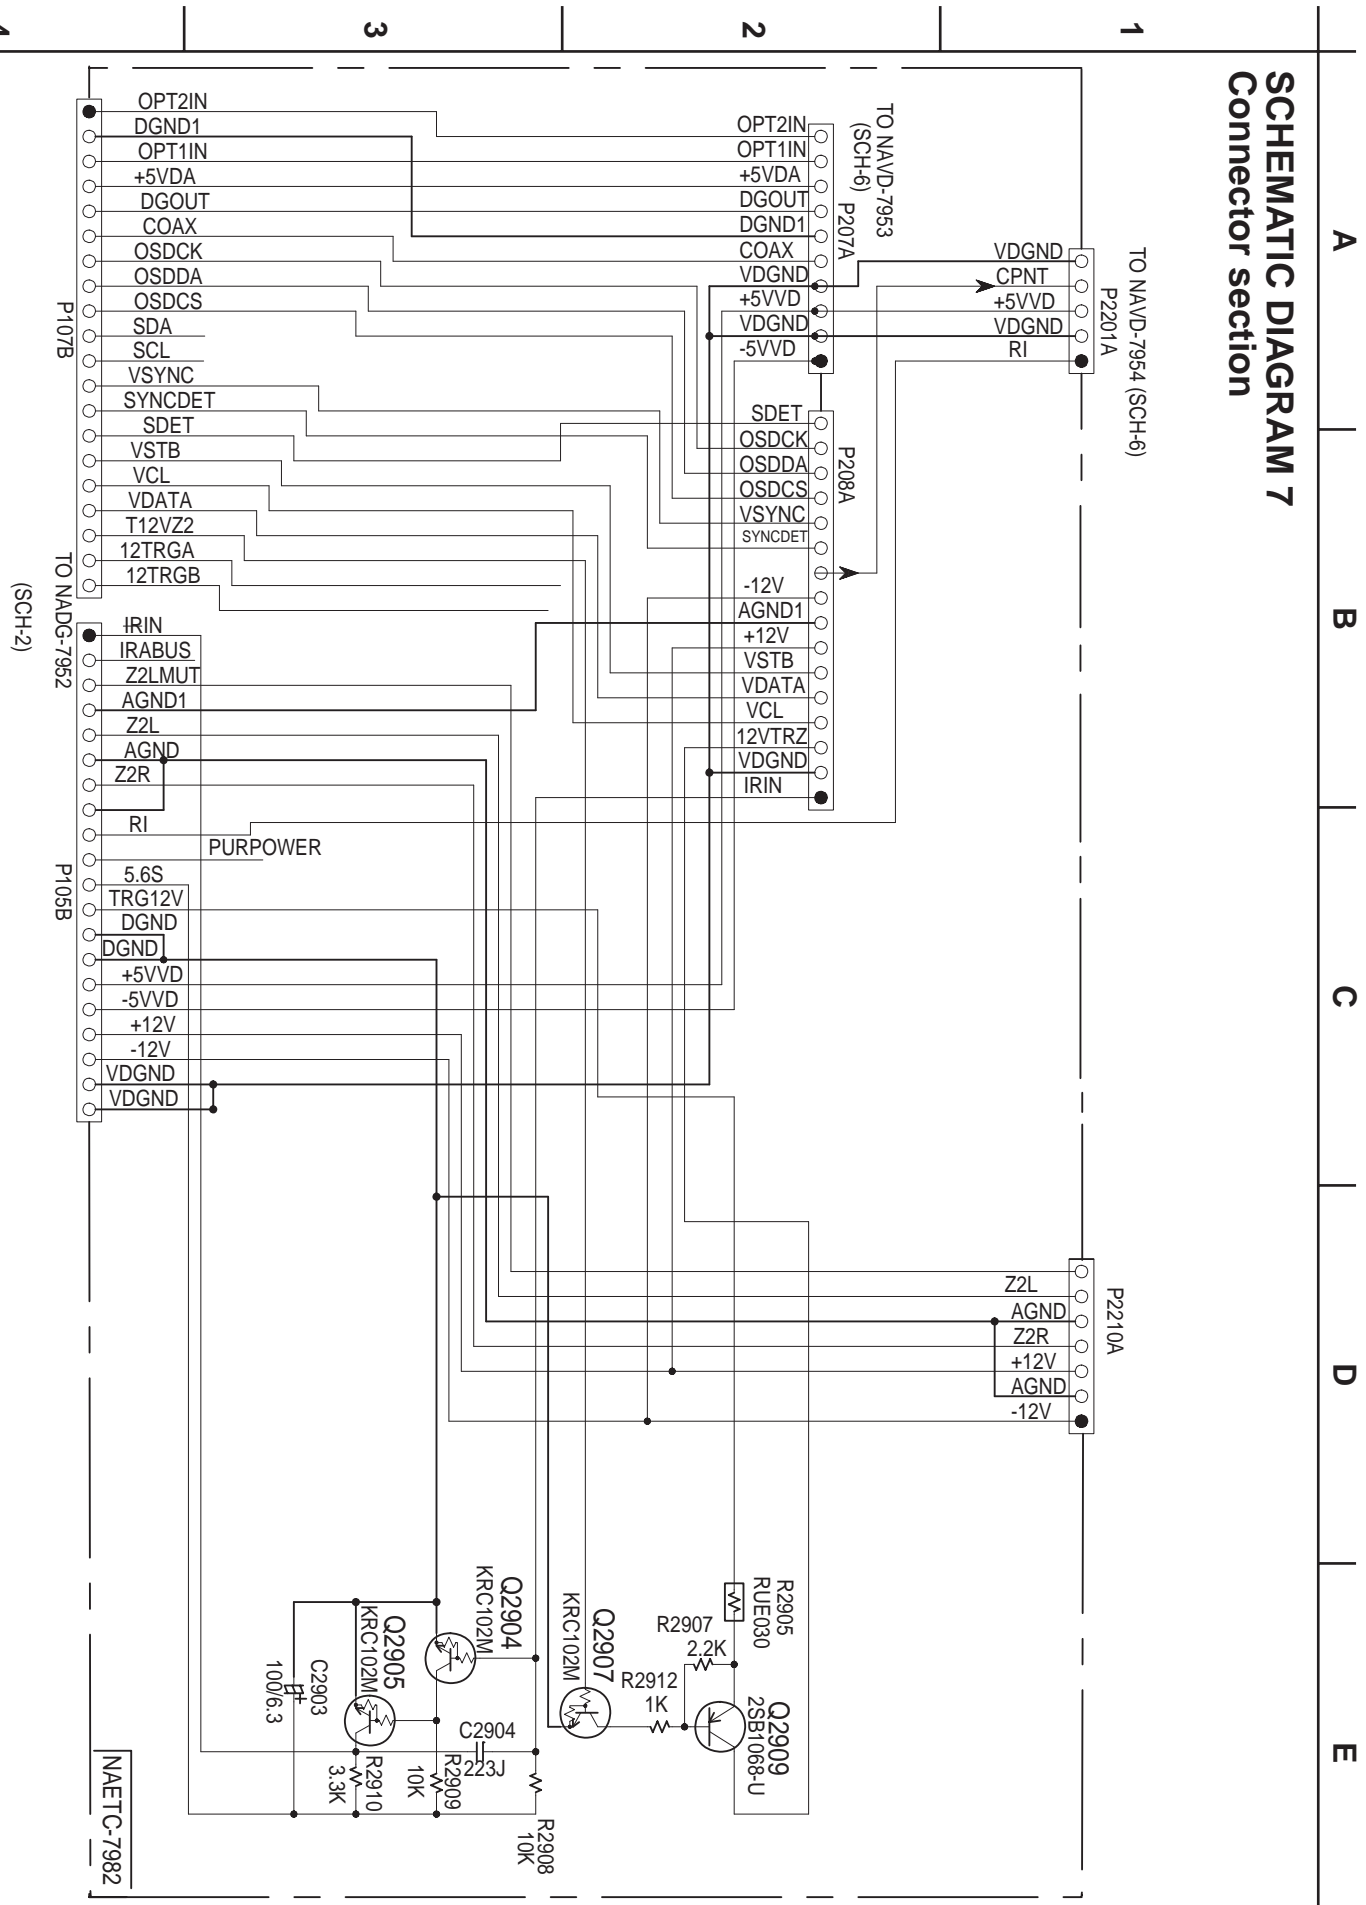 SCHEMATIC DIAGRAM 7
Connector section
A
B
C
D
E
1
2
3
4
TO NAVD-7954 (SCH-6)
P2201A
VDGND
CPNT
+5VVD
VDGND
RI
TO NAVD-7953
(SCH-6)
P207A
OPT2IN
OPT1IN
+5VDA
DGOUT
DGND1
COAX
VDGND
+5VVD
VDGND
-5VVD
P208A
SDET
OSDCK
OSDDA
OSDCS
VSYNC
SYNCDET
-12V
AGND1
+12V
VSTB
VDATA
VCL
12VTRZ
VDGND
IRIN
P107B
OPT2IN
DGND1
OPT1IN
+5VDA
DGOUT
COAX
OSDCK
OSDDA
OSDCS
SDA
SCL
VSYNC
SYNCDET
SDET
VSTB
VCL
VDATA
T12VZ2
12TRGA
12TRGB
TO NADG-7952
(SCH-2)
P105B
IRIN
IRABUS
Z2LMUT
AGND1
Z2L
AGND
Z2R
RI
PURPOWER
5.6S
TRG12V
DGND
DGND
+5VVD
-5VVD
+12V
-12V
VDGND
VDGND
P2210A
Z2L
AGND
Z2R
+12V
AGND
-12V
R2905
RUE030
R2907
2.2K
R2912
1K
Q2909
2SB1068-U
Q2907
KRC102M
Q2904
KRC102M
Q2905
KRC102M
C2903
100/6.3
+
C2904
223J
R2908
10K
R2909
10K
R2910
3.3K
NAETC-7982